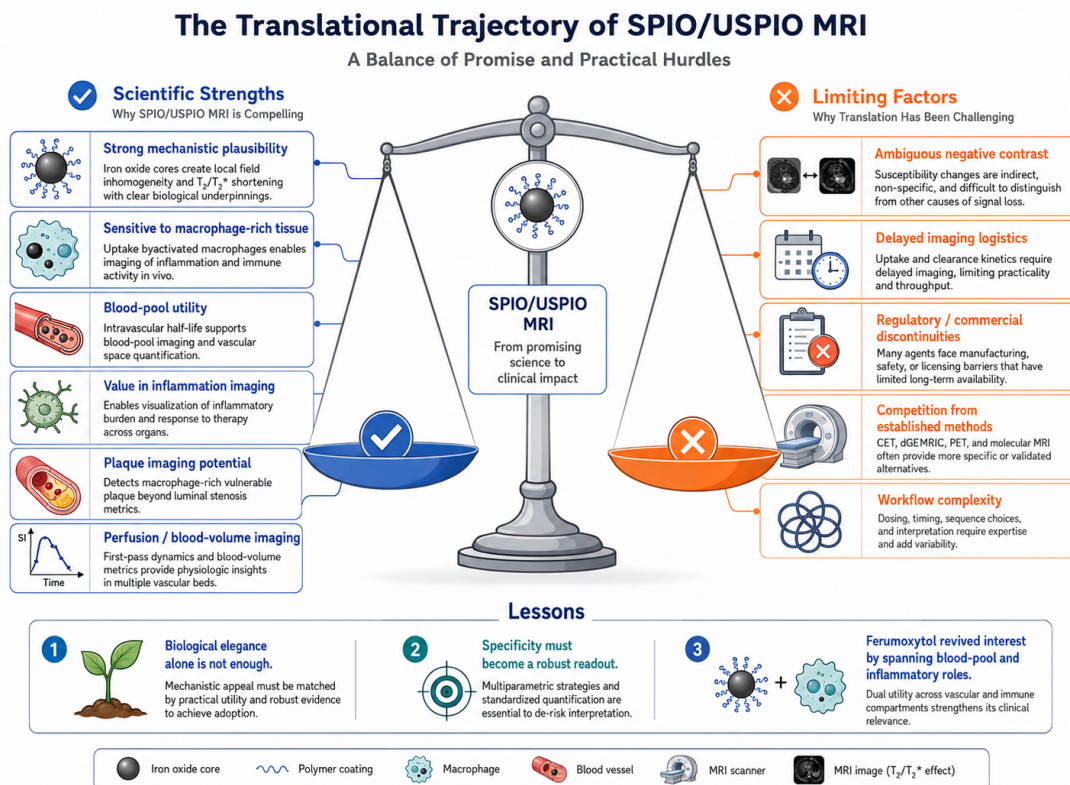 The Translational Trajectory of SPIO/USPIO MRI
A Balance of Promise and Practical Hurdles
Scientific Strengths
Why SPIO/USPIO MRI is Compelling
Strong mechanistic plausibility
Iron oxide cores create local field
inhomogeneity and T₂/T₂* shortening
with clear biological underpinnings.
Sensitive to macrophage-rich tissue
Uptake byactivated macrophages enables
imaging of inflammation and immune
activity in vivo.
Blood-pool utility
Intravascular half-life supports
blood-pool imaging and vascular
space quantification.
Value in inflammation imaging
Enables visualization of inflammatory
burden and response to therapy
across organs.
Plaque imaging potential
Detects macrophage-rich vulnerable
plaque beyond luminal stenosis
metrics.
SI
Time
Perfusion / blood-volume imaging
First-pass dynamics and blood-volume
metrics provide physiologic insights
in multiple vascular beds.
SPIO/USPIO
MRI
From promising
science to
clinical impact
Limiting Factors
Why Translation Has Been Challenging
Ambiguous negative contrast
Susceptibility changes are indirect,
non-specific, and difficult to distinguish
from other causes of signal loss.
Delayed imaging logistics
Uptake and clearance kinetics require
delayed imaging, limiting practicality
and throughput.
Regulatory / commercial
discontinuities
Many agents face manufacturing,
safety, or licensing barriers that have
limited long-term availability.
Competition from
established methods
CET, dGEMRIC, PET, and molecular MRI
often provide more specific or validated
alternatives.
Workflow complexity
Dosing, timing, sequence choices,
and interpretation require expertise
and add variability.
Lessons
1
Biological elegance
alone is not enough.
Mechanistic appeal must be matched
by practical utility and robust evidence
to achieve adoption.
2
Specificity must
become a robust readout.
Multiparametric strategies and
standardized quantification are
essential to de-risk interpretation.
3
+
Ferumoxytol revived interest
by spanning blood-pool and
inflammatory roles.
Dual utility across vascular and immune
compartments strengthens its clinical
relevance.
Iron oxide core
Polymer coating
Macrophage
Blood vessel
MRI scanner
MRI image (T₂/T₂* effect)